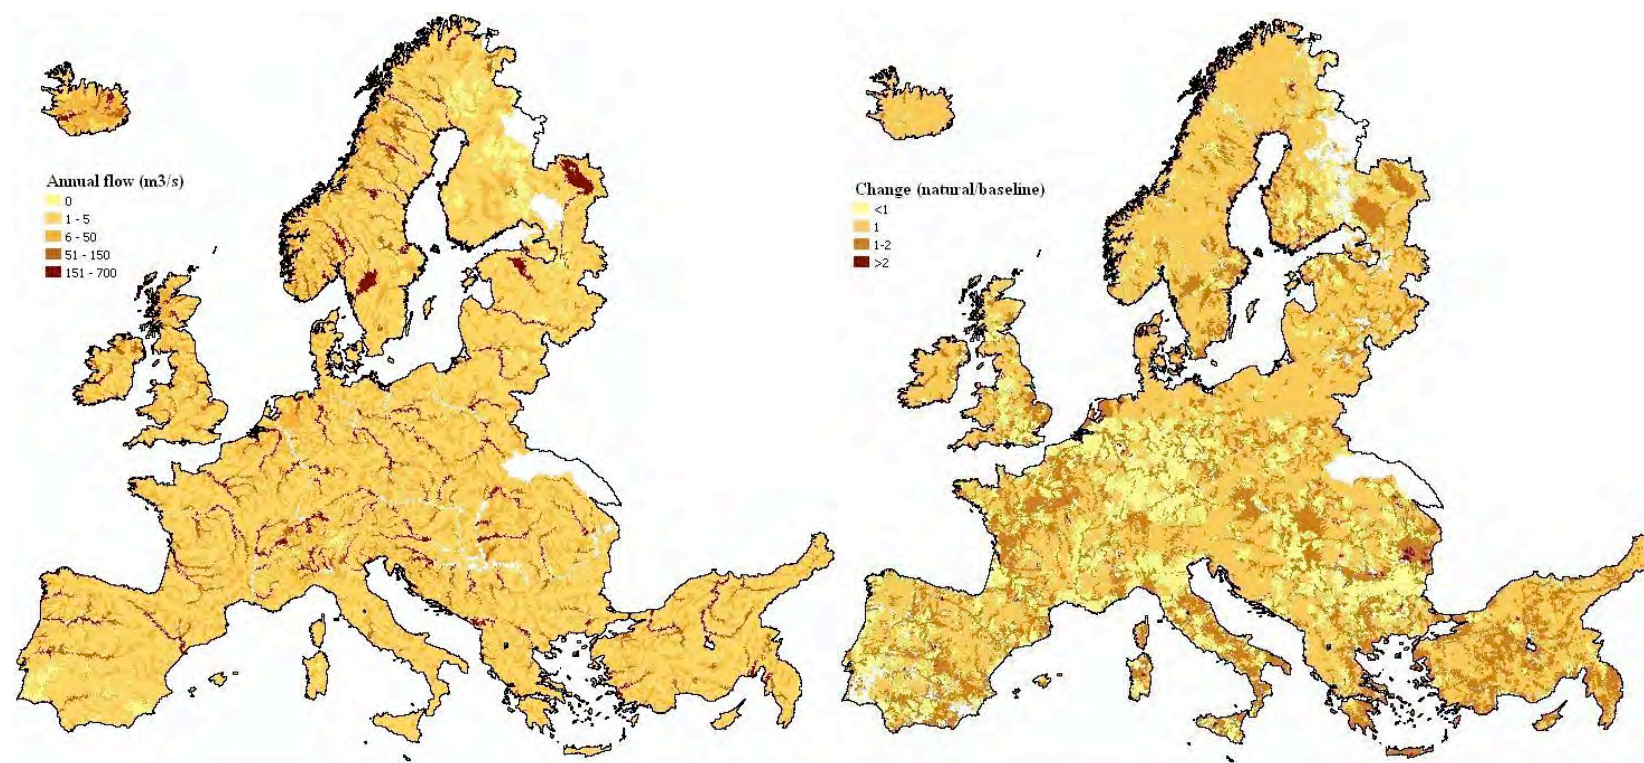 Annual flow (m3/s)
0
1 - 5
6 - 50
51 - 150
151 - 700
Change (natural/baseline)
<1
1
1-2
>2